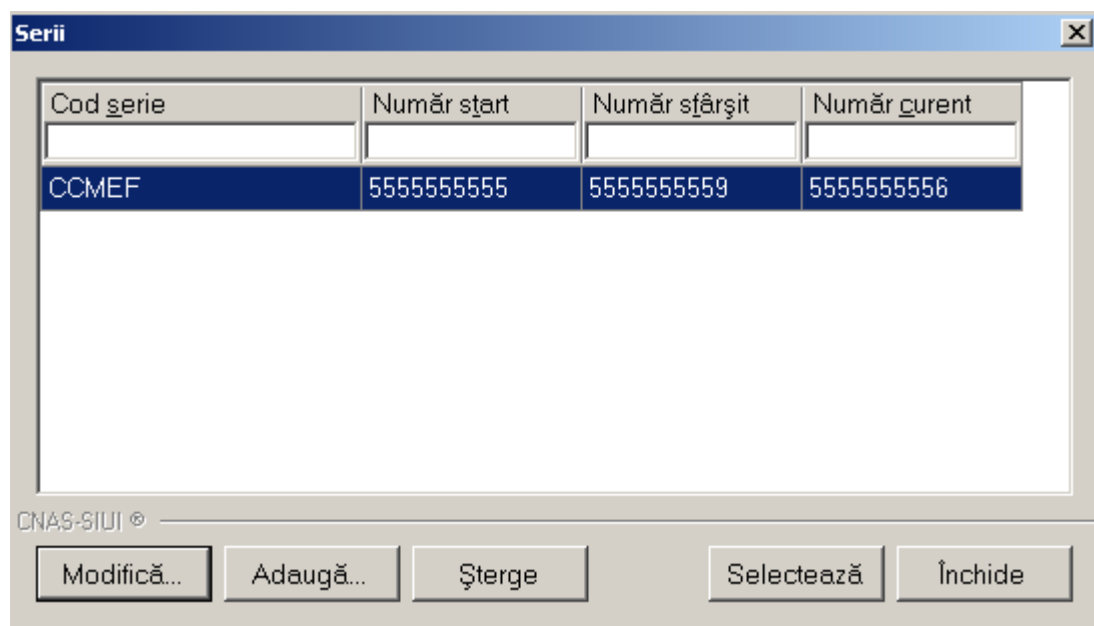 Serii
Cod serie Număr start Număr sfârşit Număr curent
CCMEF 5555555555 5555555559 5555555556
CNAS-SIUI ®
Modifică... Adaugă... Şterge Selectează Închide